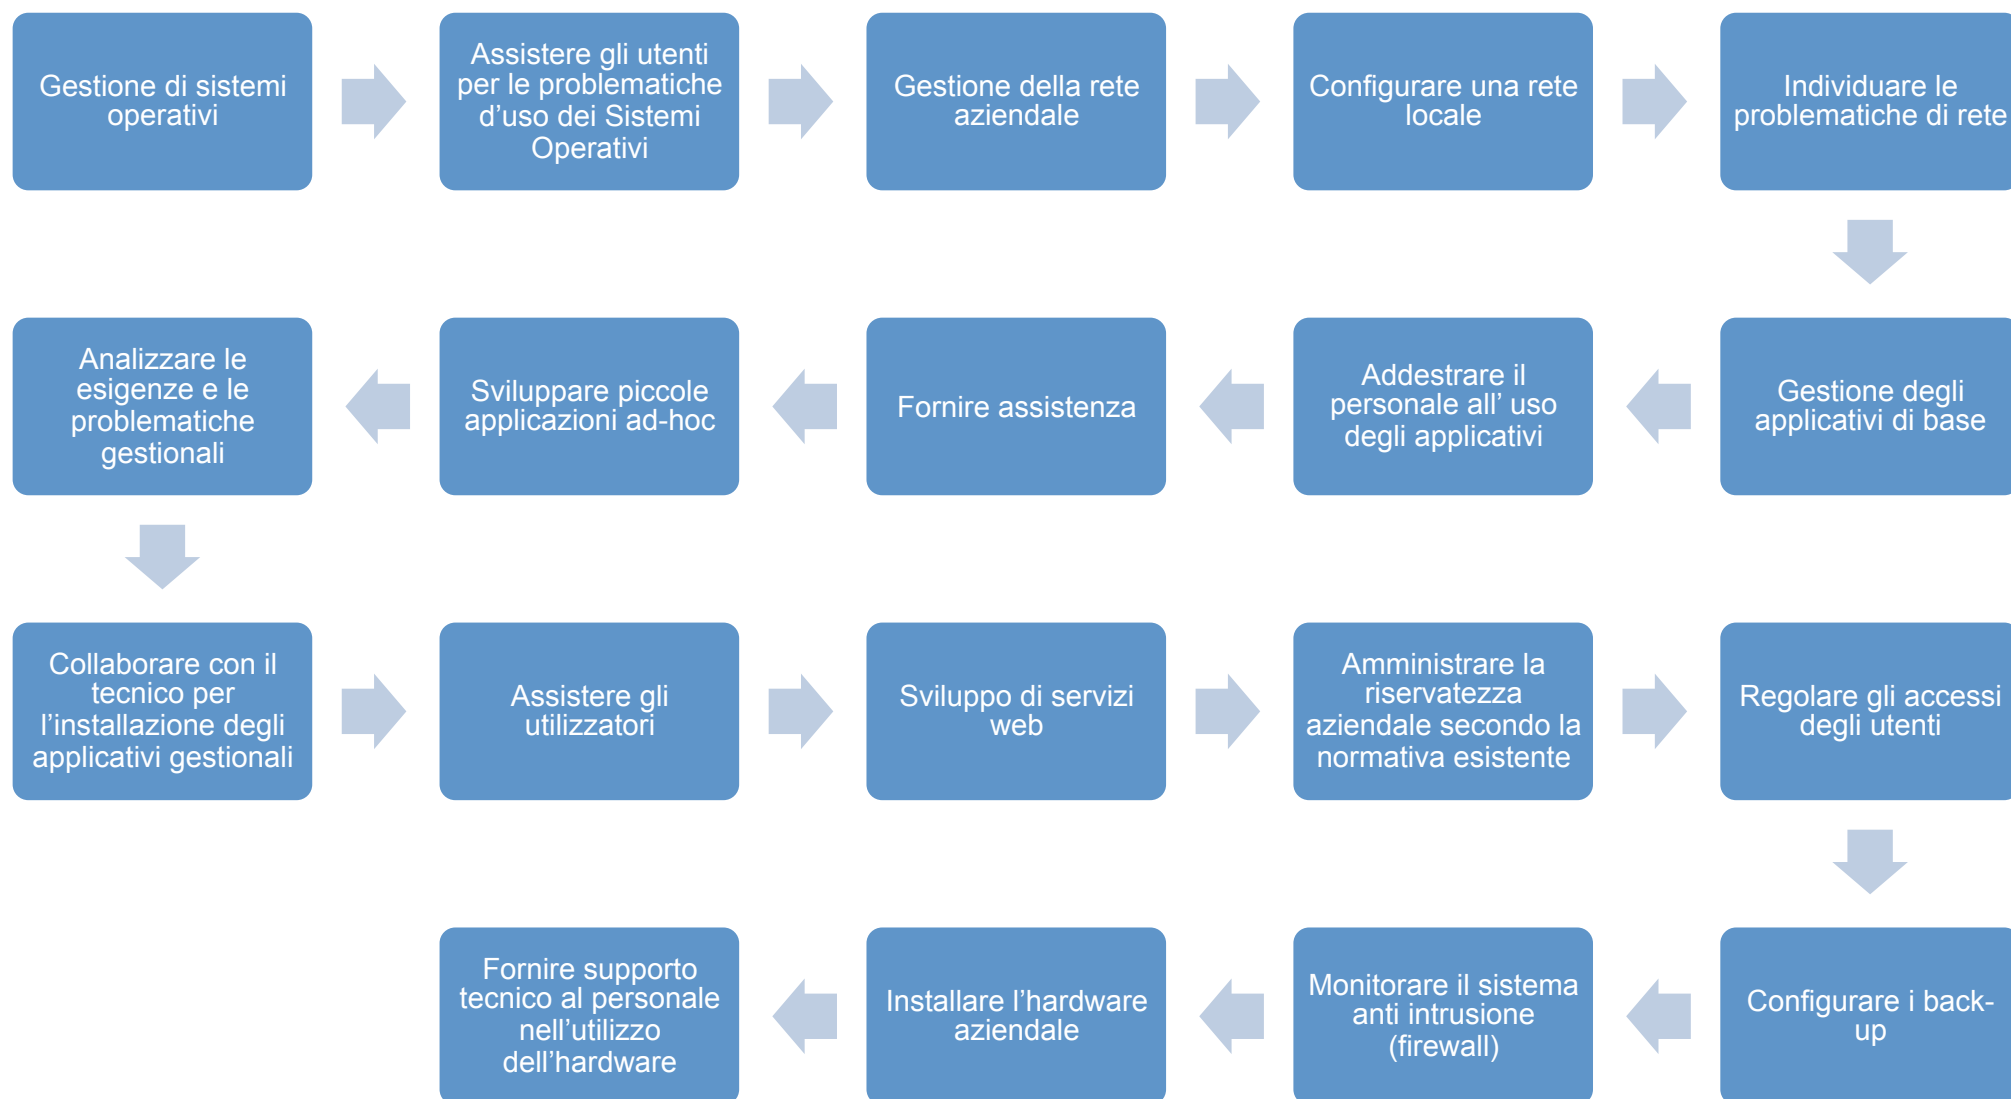 Gestione di sistemi
operativi
Assistere gli utenti
per le problematiche
d’uso dei Sistemi
Operativi
Gestione della rete
aziendale
Configurare una rete
locale
Individuare le
problematiche di rete
Gestione degli
applicativi di base
Addestrare il
personale all’ uso
degli applicativi
Fornire assistenza
Sviluppare piccole
applicazioni ad-hoc
Analizzare le
esigenze e le
problematiche
gestionali
Collaborare con il
tecnico per
l’installazione degli
applicativi gestionali
Assistere gli
utilizzatori
Sviluppo di servizi
web
Amministrare la
riservatezza
aziendale secondo la
normativa esistente
Regolare gli accessi
degli utenti
Configurare i back-
up
Monitorare il sistema
anti intrusione
(firewall)
Installare l’hardware
aziendale
Fornire supporto
tecnico al personale
nell’utilizzo
dell’hardware